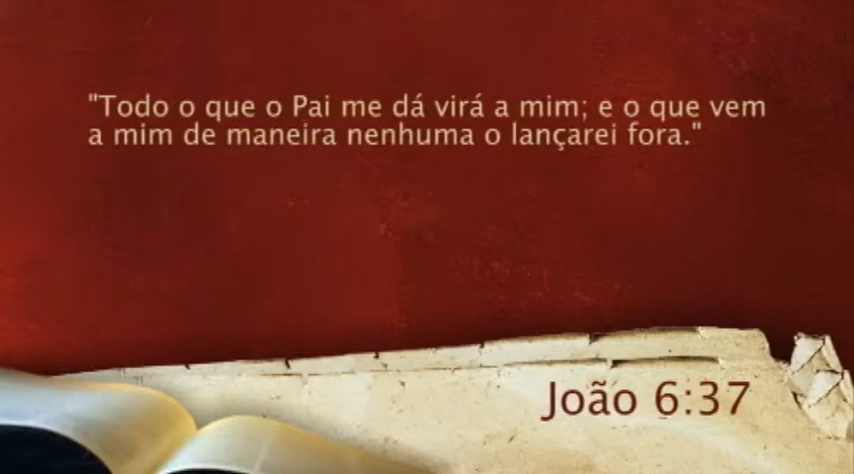 "Todo o que o Pai me dá virá a mim; e o que vem
a mim de maneira nenhuma o lançarei fora."
João 6:37